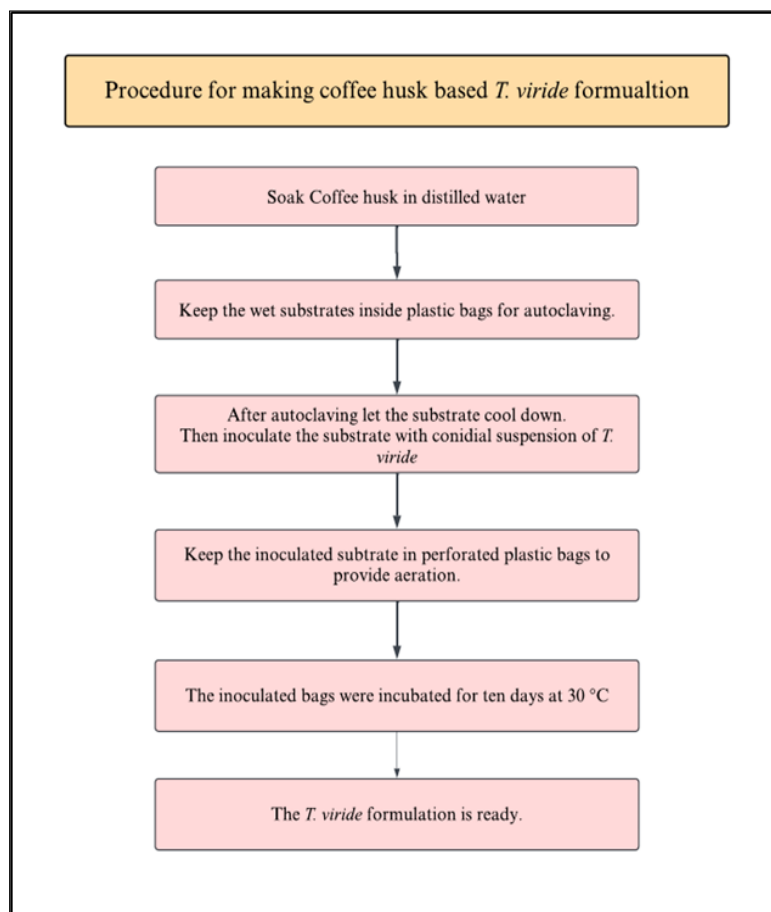 Procedure for making coffee husk based T. viride formualtion
Soak Coffee husk in distilled water
Keep the wet substrates inside plastic bags for autoclaving.
After autoclaving let the substrate cool down.
Then inoculate the substrate with conidial suspension of T.
viride
Keep the inoculated subtrate in perforated plastic bags to
provide aeration.
The inoculated bags were incubated for ten days at 30 °C
The T. viride formulation is ready.